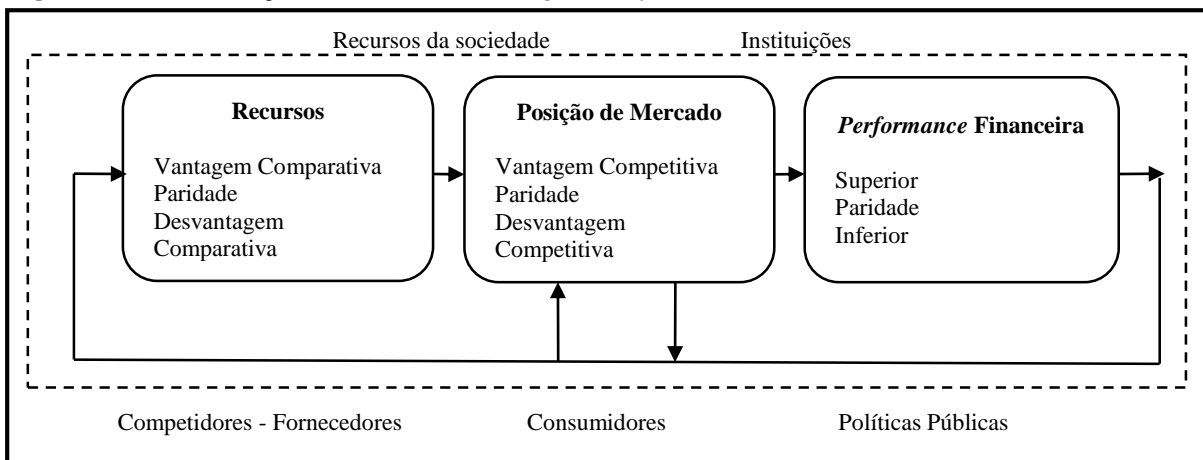 Recursos da sociedade
Instituições
Recursos
Vantagem Comparativa
Paridade
Desvantagem
Comparativa
Posição de Mercado
Vantagem Competitiva
Paridade
Desvantagem
Competitiva
Performance Financeira
Superior
Paridade
Inferior
Competidores - Fornecedores
Consumidores
Políticas Públicas